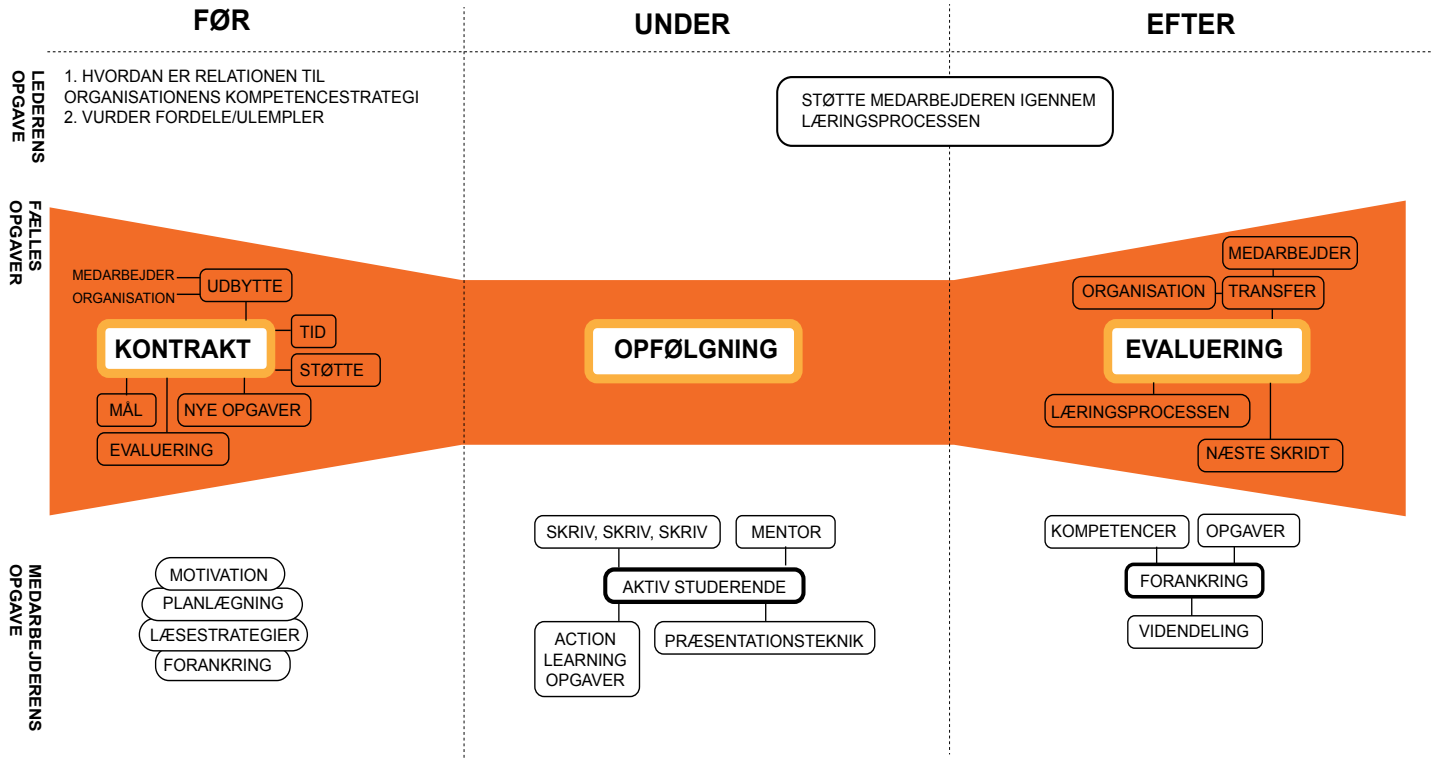 FØR
UNDER
EFTER
LEDERENS
OPGAVE
1. HVORDAN ER RELATIONEN TIL
ORGANISATIONENS KOMPETENCESTRATEGI
2. VURDER FORDELE/ULEMPLER
STØTTE MEDARBEJDEREN IGENNEM
LÆRINGSPROCESSEN
FÆLLES
OPGAVER
MEDARBEJDER
ORGANISATION
UDBYTTE
TID
KONTRAKT
STØTTE
MÅL
NYE OPGAVER
EVALUERING
OPFØLGNING
MEDARBEJDER
ORGANISATION
TRANSFER
EVALUERING
LÆRINGSPROCESSEN
NÆSTE SKRIDT
MEDARBEJDERENS
OPGAVE
MOTIVATION
PLANLÆGNING
LÆSESTRATEGIER
FORANKRING
SKRIV, SKRIV, SKRIV
MENTOR
AKTIV STUDERENDE
ACTION
LEARNING
OPGAVER
PRÆSENTATIONSTEKNIK
KOMPETENCER
OPGAVER
FORANKRING
VIDENDELING